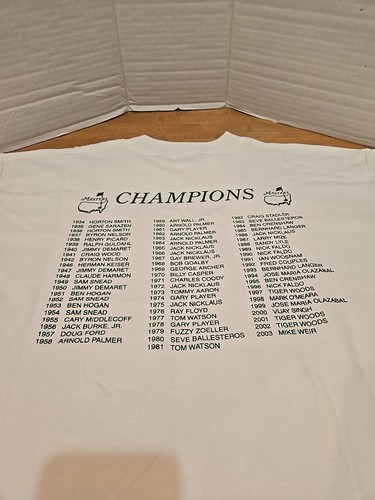 Masters
CHAMPIONS
Masters
1934 HORTON SMITH
1935 GENE SARAZEN
1936 HORTON SMITH
1937 BYRON NELSON
1938 HENRY PICARD
1939 RALPH GULDAHL
1940 JIMMY DEMARET
1941 CRAIG WOOD
1942 BYRON NELSON
1946 HERMAN KEISER
1947 JIMMY DEMARET
1948 CLAUDE HARMON
1949 SAM SNEAD
1950 JIMMY DEMARET
1951 BEN HOGAN
1952 SAM SNEAD
1953 BEN HOGAN
1954 SAM SNEAD
1955 CARY MIDDLECOFF
1956 JACK BURKE, JR.
1957 DOUG FORD
1958 ARNOLD PALMER
1959 ART WALL, JR.
1960 ARNOLD PALMER
1961 GARY PLAYER
1962 ARNOLD PALMER
1963 JACK NICKLAUS
1964 ARNOLD PALMER
1965 JACK NICKLAUS
1966 JACK NICKLAUS
1967 GAY BREWER, JR.
1968 BOB GOALBY
1969 GEORGE ARCHER
1970 BILLY CASPER
1971 CHARLES COODY
1972 JACK NICKLAUS
1973 TOMMY AARON
1974 GARY PLAYER
1975 JACK NICKLAUS
1976 RAY FLOYD
1977 TOM WATSON
1978 GARY PLAYER
1979 FUZZY ZOELLER
1980 SEVE BALLESTEROS
1981 TOM WATSON
1982 CRAIG STADLER
1983 SEVE BALLESTEROS
1984 BEN CRENSHAW
1985 BERNHARD LANGER
1986 JACK NICKLAUS
1987 LARRY MIZE
1988 SANDY LYLE
1989 NICK FALDO
1990 NICK FALDO
1991 IAN WOOSNAM
1992 FRED COUPLES
1993 BERNHARD LANGER
1994 JOSE MARIA OLAZABAL
1995 BEN CRENSHAW
1996 NICK FALDO
1997 TIGER WOODS
1998 MARK O'MEARA
1999 JOSE MARIA OLAZABAL
2000 VIJAY SINGH
2001 TIGER WOODS
2002 TIGER WOODS
2003 MIKE WEIR